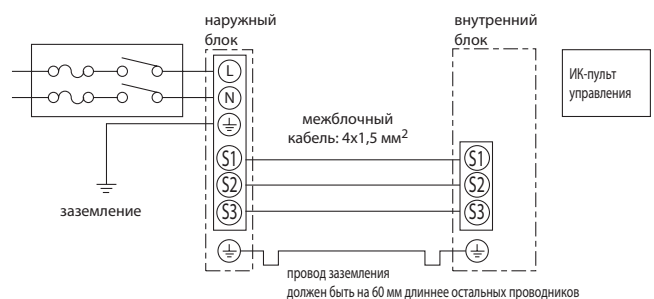 наружный
блок
внутренний
блок
L
N
ИК-пульт
управления
межблочный
кабель: 4x1,5 мм²
S1
S2
S3
S1
S2
S3
заземление
провод заземления
должен быть на 60 мм длиннее остальных проводников